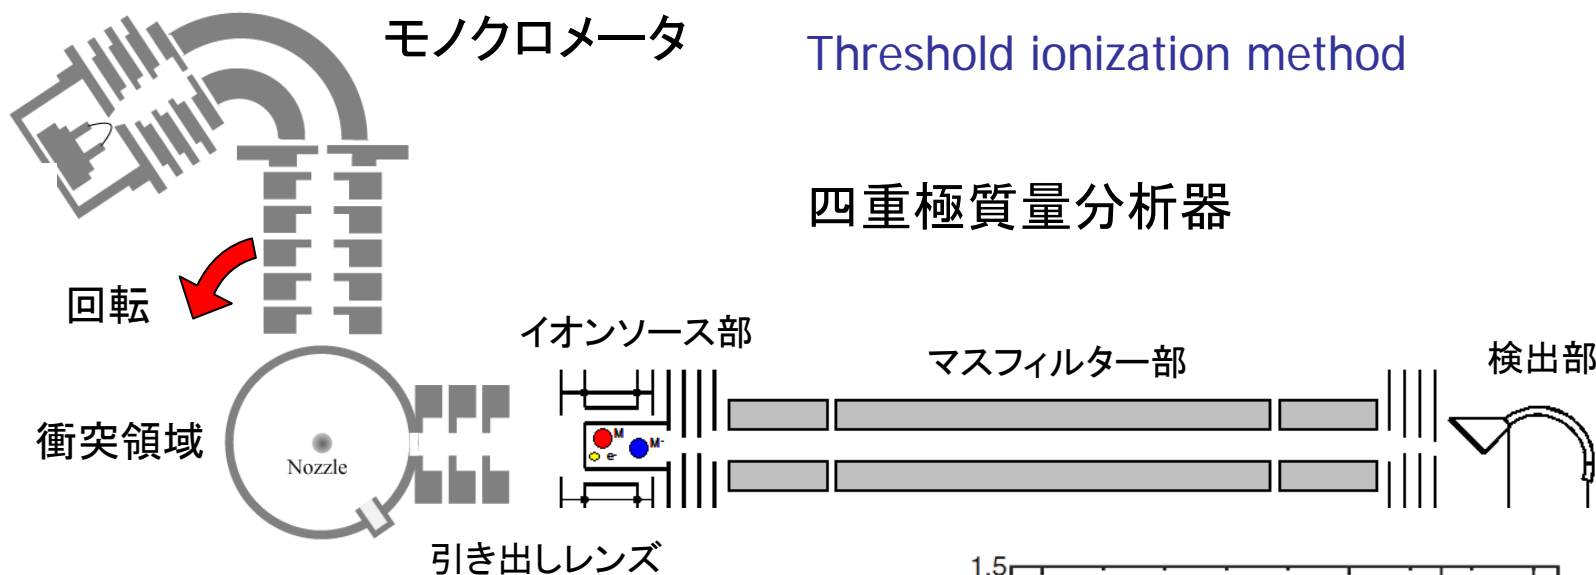 モノクロメータ
Threshold ionization method
四重極質量分析器
回転
イオンソース部
マスフィルター部
検出部
衝突領域
Nozzle
M
M-
e-
引き出しレンズ
1.5